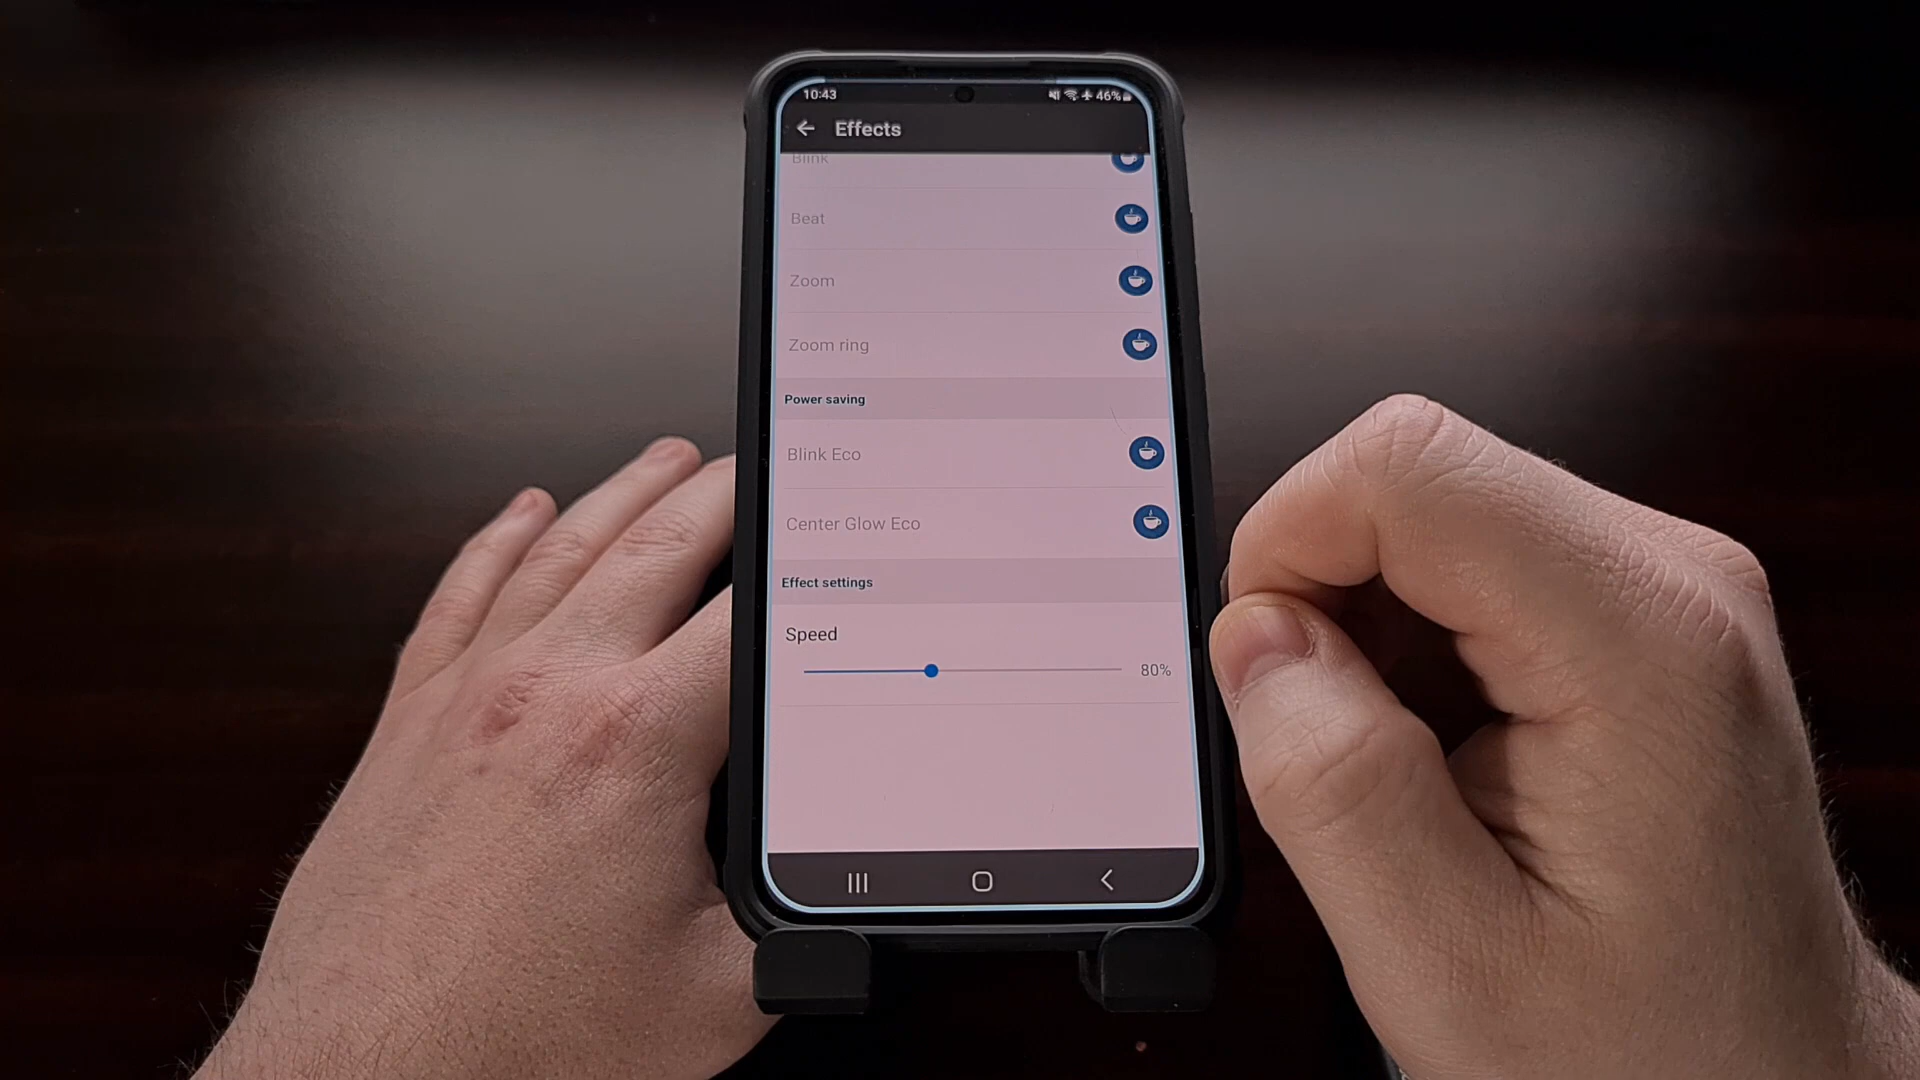 10:43
46%
Effects
Blink
Beat
Zoom
Zoom ring
Power saving
Blink Eco
Center Glow Eco
Effect settings
Speed
80%